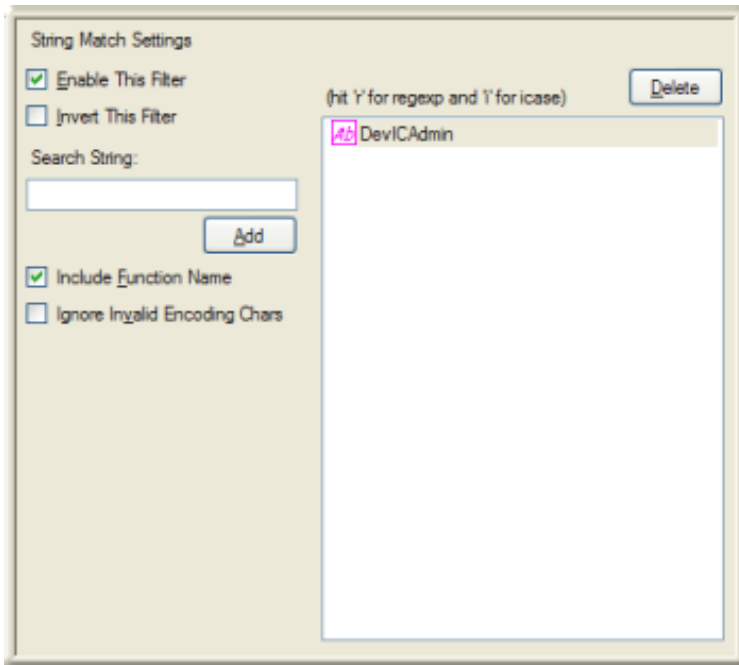 String Match Settings
Enable This Filter
Invert This Filter
Search String:
Add
Include Function Name
Ignore Invalid Encoding Chars
(hit 'r' for regexp and 'i' for icase)
Delete
Ab DevICAdmin